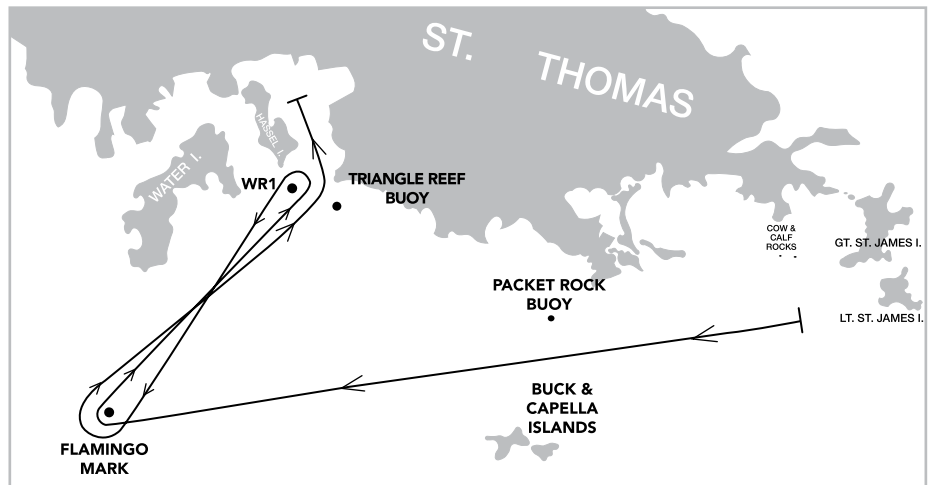 ST. THOMAS
HASSEL I.
WATER I.
WR1
TRIANGLE REEF
BUOY
COW &
CALF
ROCKS
GT. ST. JAMES I.
PACKET ROCK
BUOY
LT. ST. JAMES I.
BUCK &
CAPELLA
ISLANDS
FLAMINGO
MARK